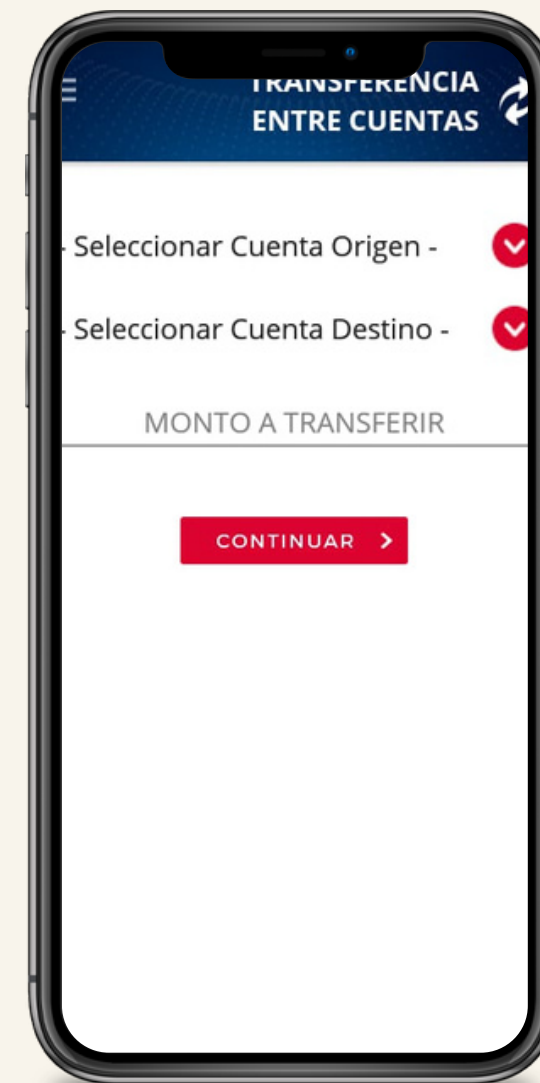 TRANSFERENCIA
ENTRE CUENTAS
- Seleccionar Cuenta Origen -
- Seleccionar Cuenta Destino -
MONTO A TRANSFERIR
CONTINUAR